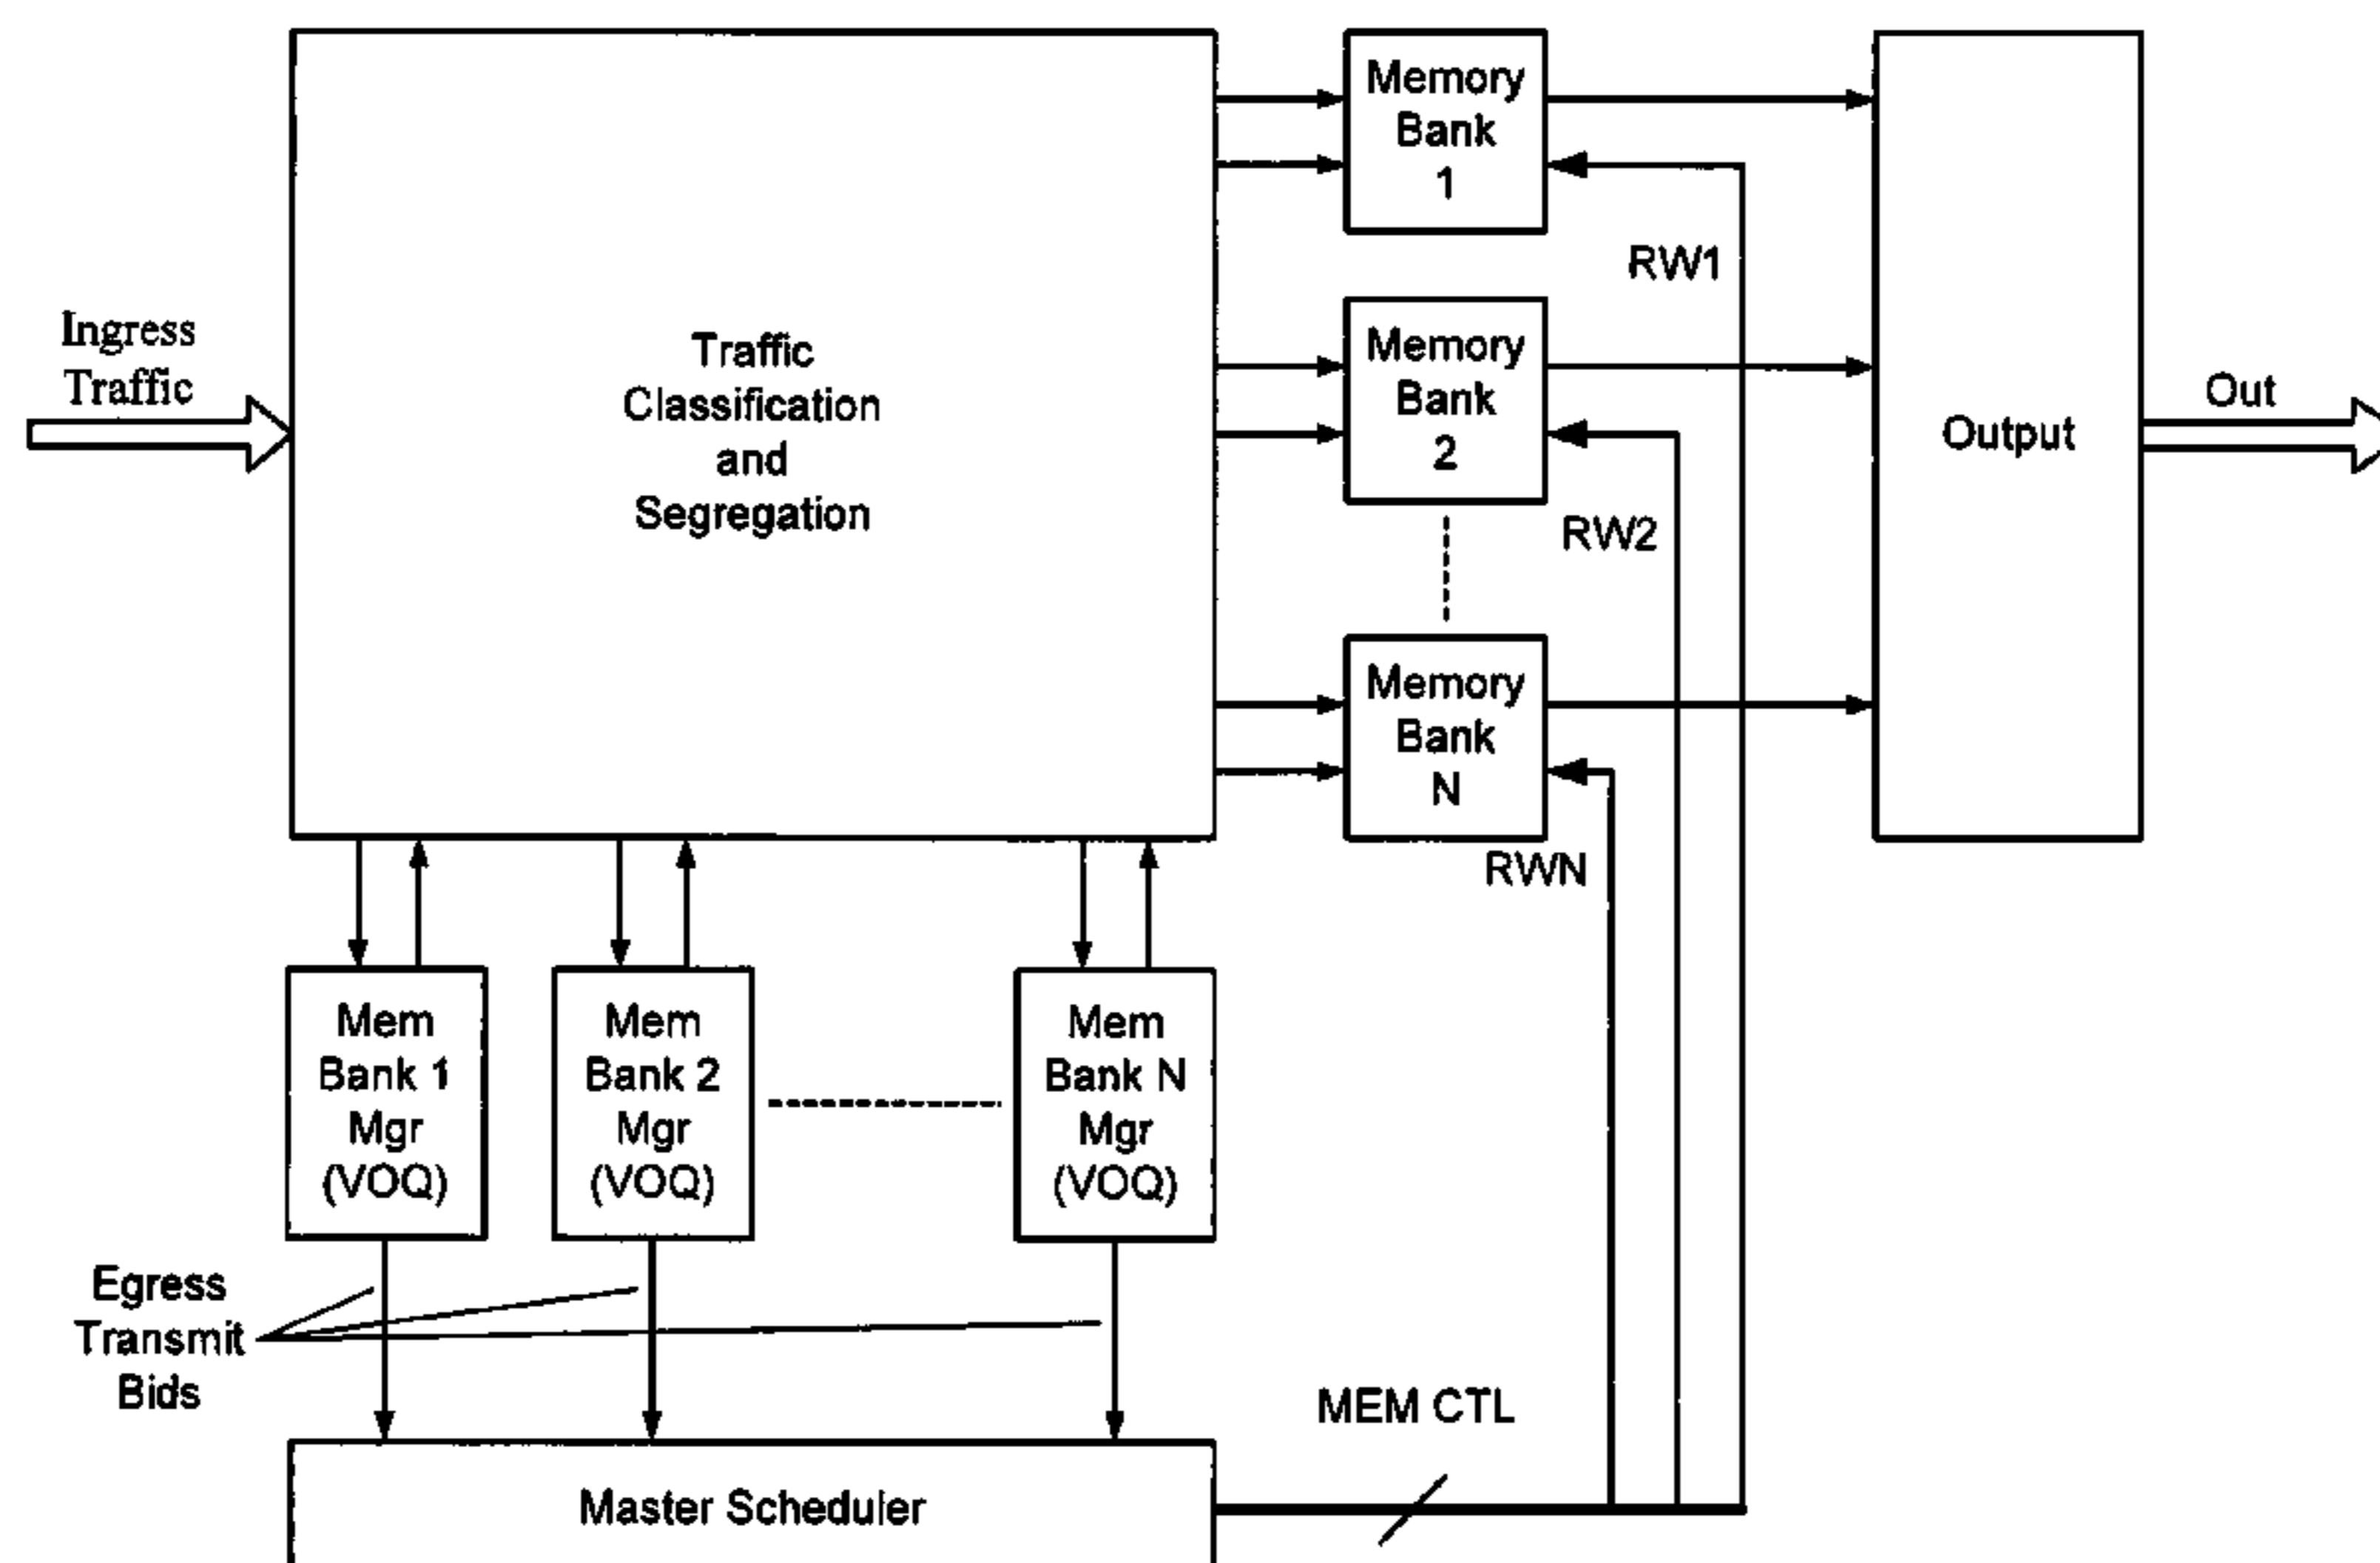 Memory
Bank
1
RW1
Ingress
Traffic
Traffic
Classification
and
Segregation
Memory
Bank
2
RW2
Output
Out
Memory
Bank
N
RWN
Mem
Bank 1
Mgr
(VOQ)
Mem
Bank 2
Mgr
(VOQ)
Mem
Bank N
Mgr
(VOQ)
Egress
Transmit
Bids
MEM CTL
Master Scheduler